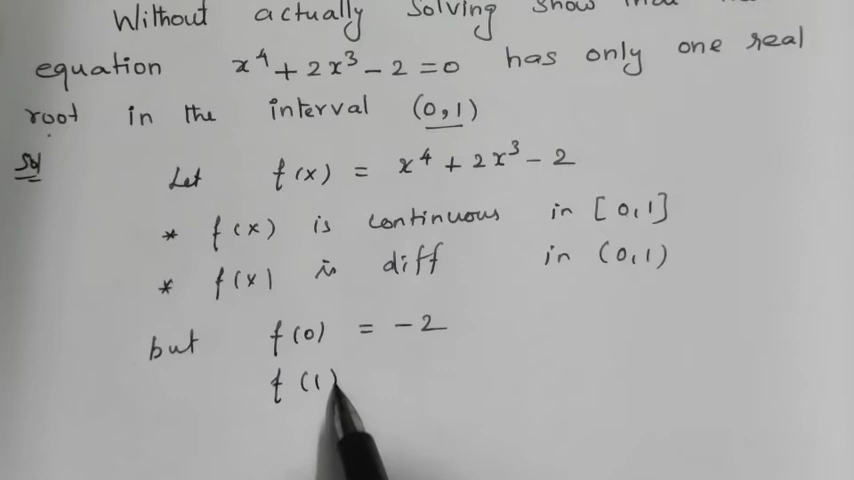 Without actually solving show
equation x⁴ + 2x³ - 2 = 0 has only one real
root in the interval (0,1)
Sol
Let f(x) = x⁴ + 2x³ - 2
* f(x) is continuous in [0,1]
* f(x) is diff in (0,1)
but f(0) = -2
f(1)